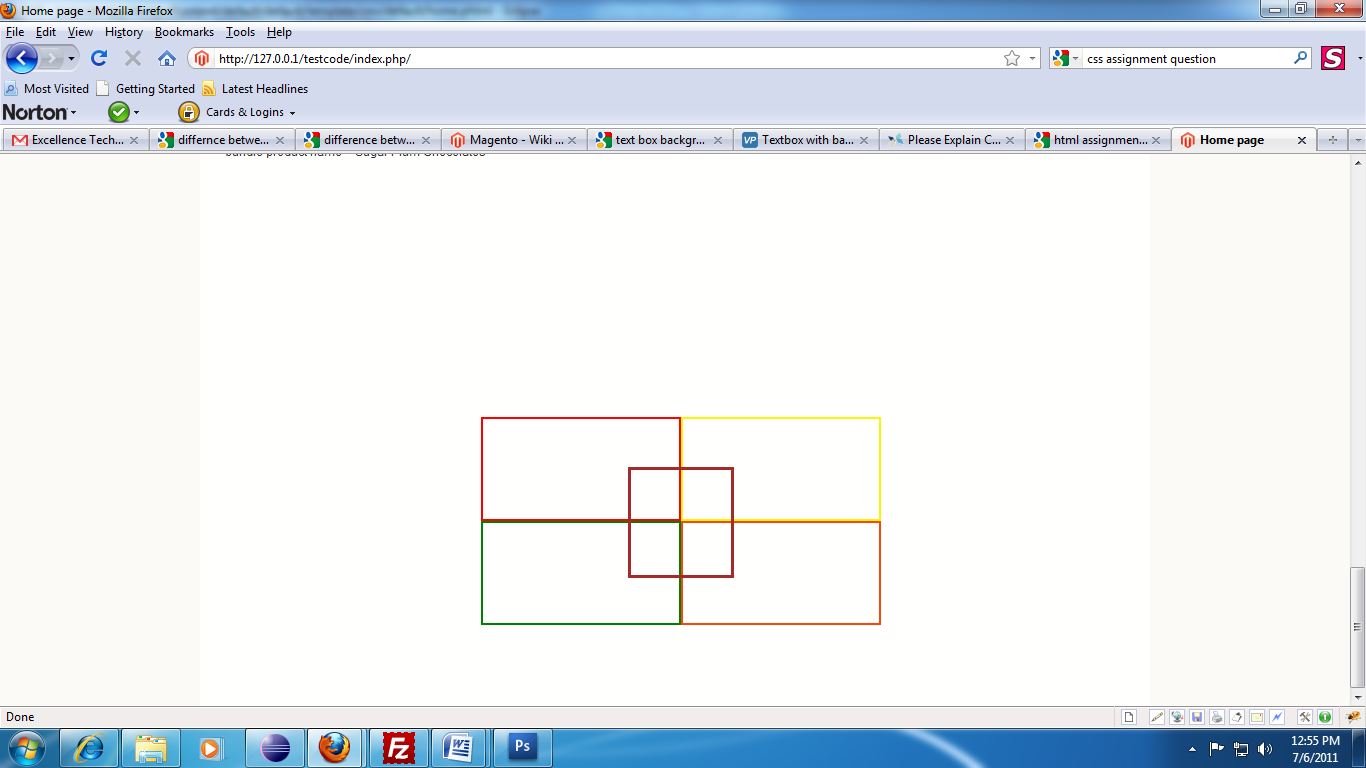 Home page - Mozilla Firefox
File Edit View History Bookmarks Tools Help
http://127.0.0.1/testcode/index.php/ css assignment question S
Most Visited Getting Started Latest Headlines
Norton Cards & Logins
Excellence Tech... differnce betwe... difference betw... Magento - Wiki ... text box backgr... VP Textbox with ba... Please Explain C... html assignmen... Home page
Done
Fz W Ps 12:55 PM
7/6/2011